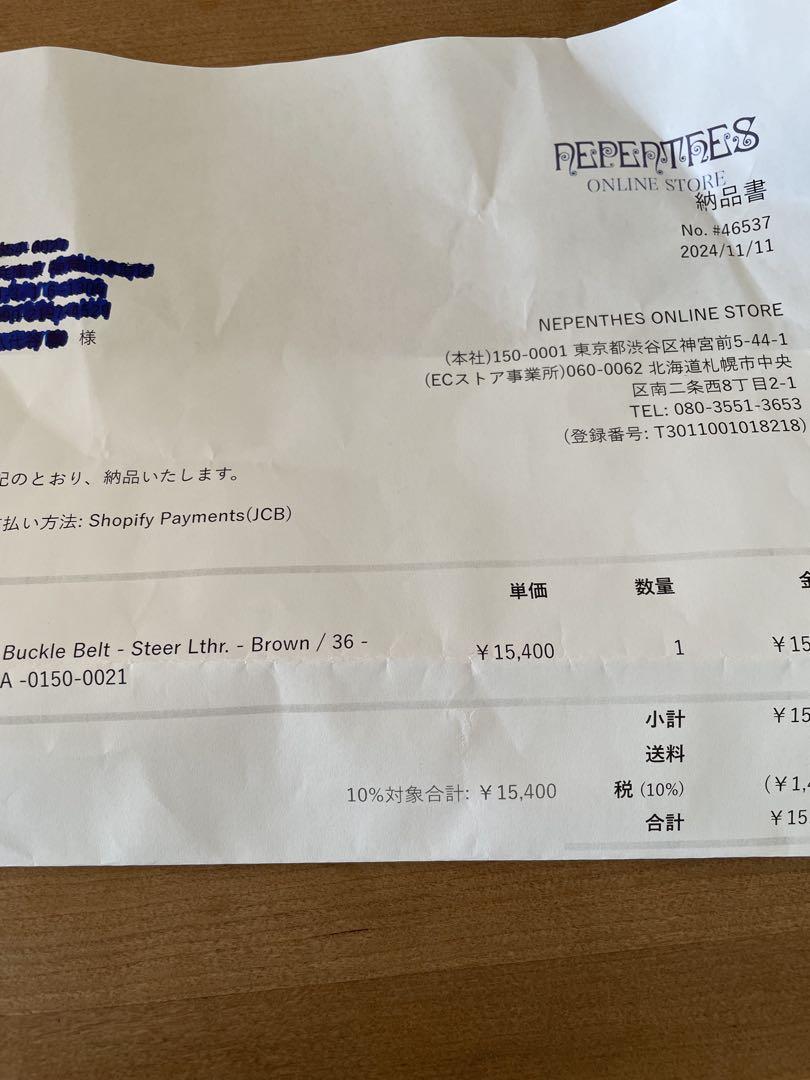 NEPENTHES
ONLINE STORE
納品書
No. #46537
2024/11/11
様
NEPENTHES ONLINE STORE
(本社)150-0001 東京都渋谷区神宮前5-44-1
(ECストア事業所)060-0062 北海道札幌市中央
区南二条西8丁目2-1
TEL: 080-3551-3653
(登録番号: T3011001018218)
記のとおり、納品いたします。
払い方法: Shopify Payments(JCB)
単価 数量 金
Buckle Belt - Steer Lthr. - Brown / 36 - ￥15,400 1 ￥15
A -0150-0021
小計 ￥15
送料
10%対象合計: ￥15,400 税 (10%) (￥1,4
合計 ￥15